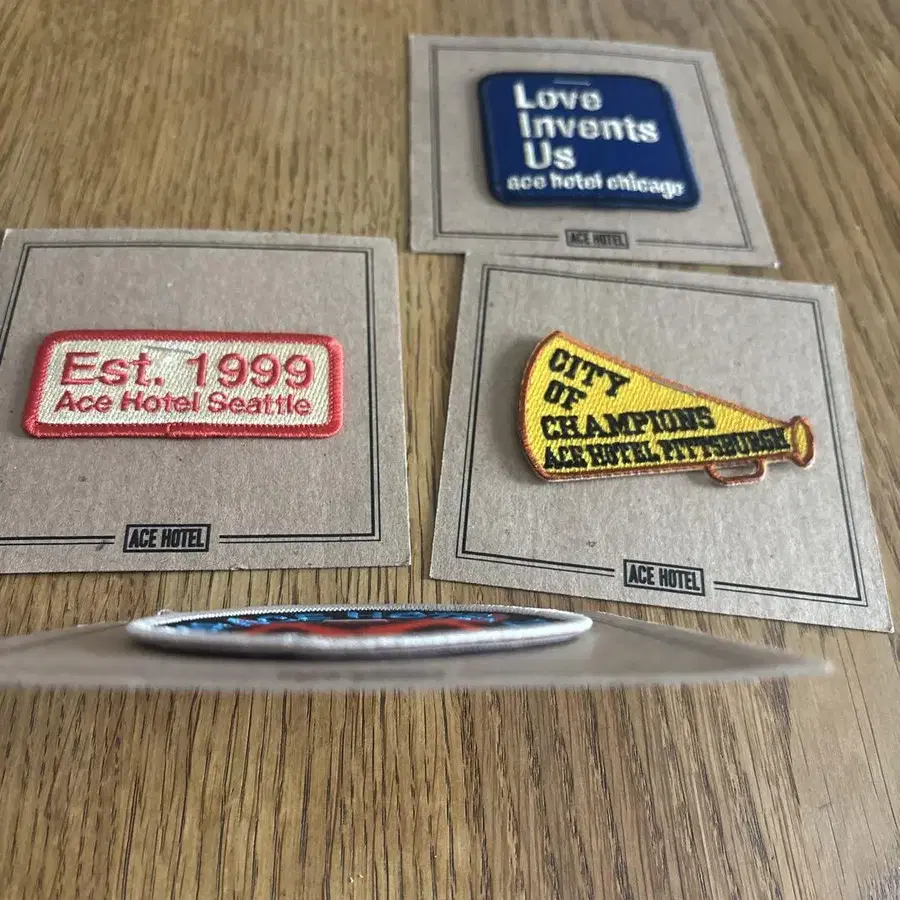 Love
Invents
Us
ace hotel chicago
ACE HOTEL
Est. 1999
Ace Hotel Seattle
ACE HOTEL
CITY
OF
CHAMPIONS
ACE HOTEL PITTSBURGH
ACE HOTEL